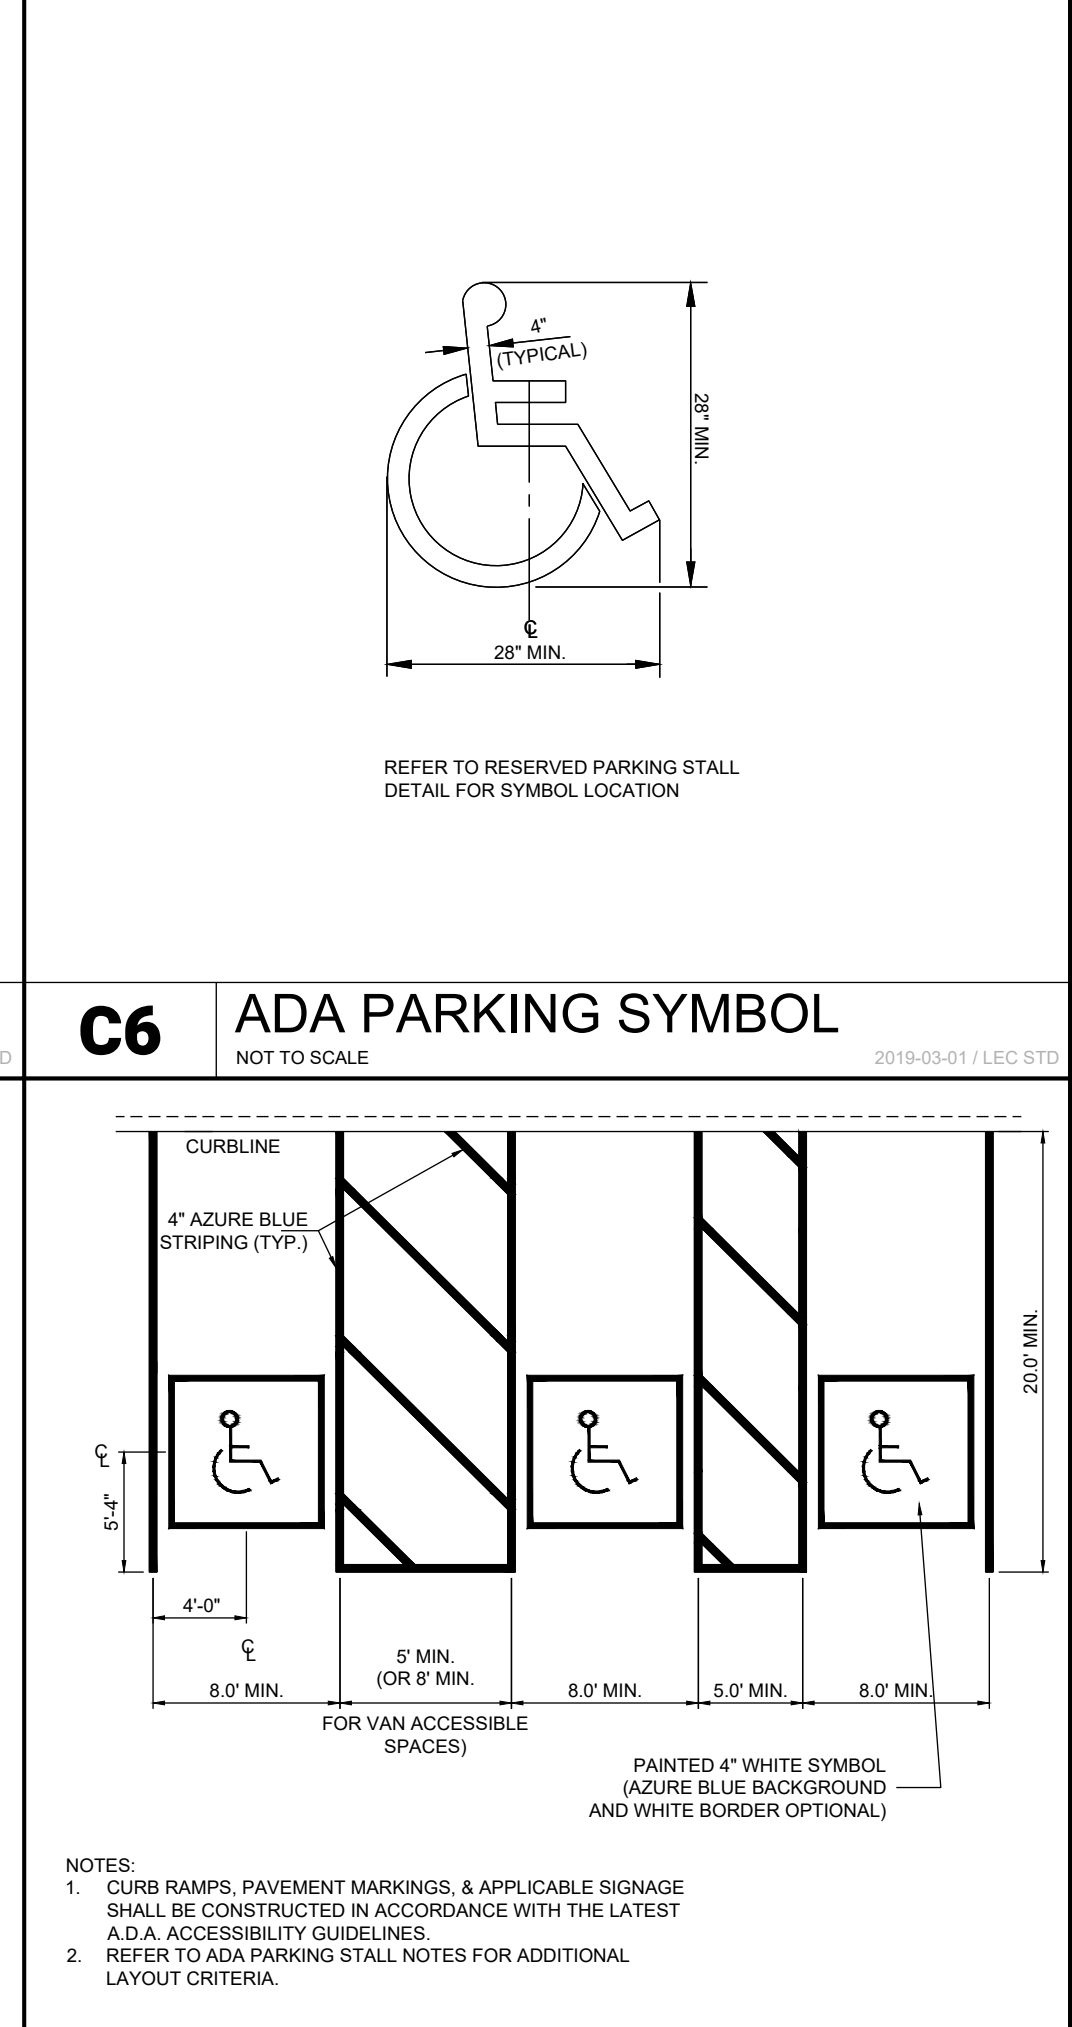 4"
(TYPICAL)
28" MIN.
℄
28" MIN.
REFER TO RESERVED PARKING STALL
DETAIL FOR SYMBOL LOCATION
D
C6
ADA PARKING SYMBOL
NOT TO SCALE
2019-03-01 / LEC STD
CURBLINE
4" AZURE BLUE
STRIPING (TYP.)
20.0' MIN.
℄
5'-4"
4'-0"
℄
8.0' MIN.
5' MIN.
(OR 8' MIN.
FOR VAN ACCESSIBLE
SPACES)
8.0' MIN.
5.0' MIN.
8.0' MIN.
PAINTED 4" WHITE SYMBOL
(AZURE BLUE BACKGROUND
AND WHITE BORDER OPTIONAL)
NOTES:
1. CURB RAMPS, PAVEMENT MARKINGS, & APPLICABLE SIGNAGE
SHALL BE CONSTRUCTED IN ACCORDANCE WITH THE LATEST
A.D.A. ACCESSIBILITY GUIDELINES.
2. REFER TO ADA PARKING STALL NOTES FOR ADDITIONAL
LAYOUT CRITERIA.